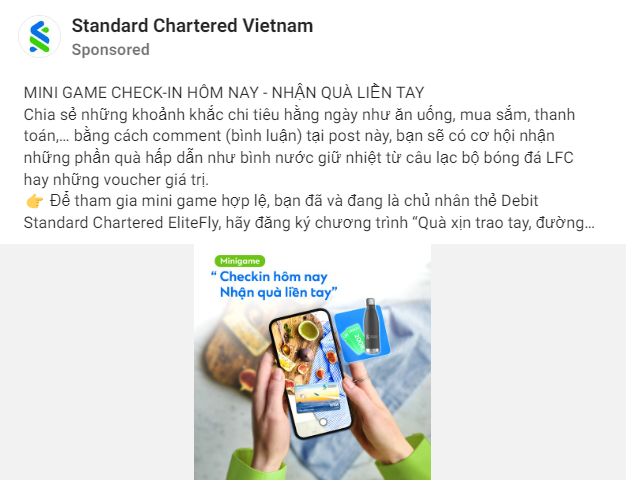 Standard Chartered Vietnam
Sponsored
MINI GAME CHECK-IN HÔM NAY - NHẬN QUÀ LIỀN TAY
Chia sẻ những khoảnh khắc chi tiêu hằng ngày như ăn uống, mua sắm, thanh
toán,... bằng cách comment (bình luận) tại post này, bạn sẽ có cơ hội nhận
những phần quà hấp dẫn như bình nước giữ nhiệt từ câu lạc bộ bóng đá LFC
hay những voucher giá trị.
👉 Để tham gia mini game hợp lệ, bạn đã và đang là chủ nhân thẻ Debit
Standard Chartered EliteFly, hãy đăng ký chương trình “Quà xịn trao tay, đường...
Minigame
“ Checkin hôm nay
Nhận quà liền tay”